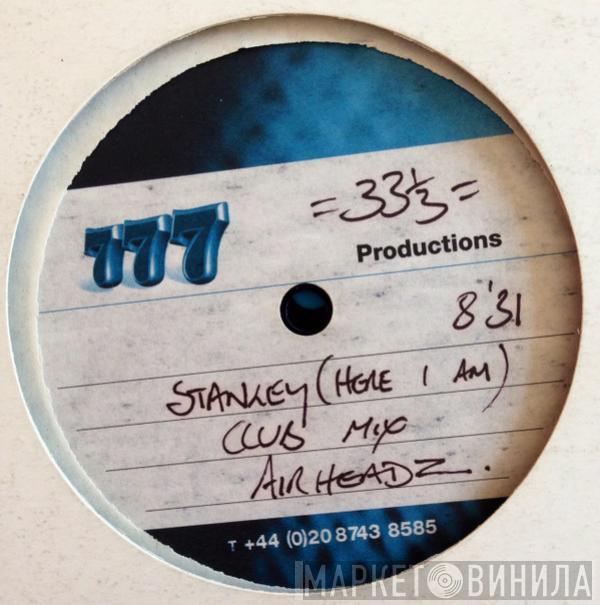 =33⅓=
777
Productions
8'31
STANLEY (HERE I AM)
CLUB MIX
AIRHEADZ.
T +44 (0)20 8743 8585
МАРКЕТ ВИНИЛА